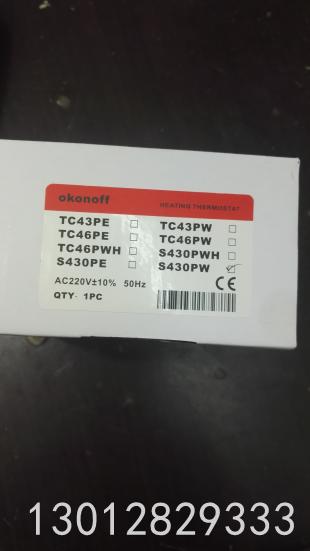 okonoff HEATING THERMOSTAT
TC43PE □ TC43PW □
TC46PE □ TC46PW □
TC46PWH □ S430PWH □
S430PE □ S430PW ☑
AC220V±10% 50Hz
QTY: 1PC CE
13012829333